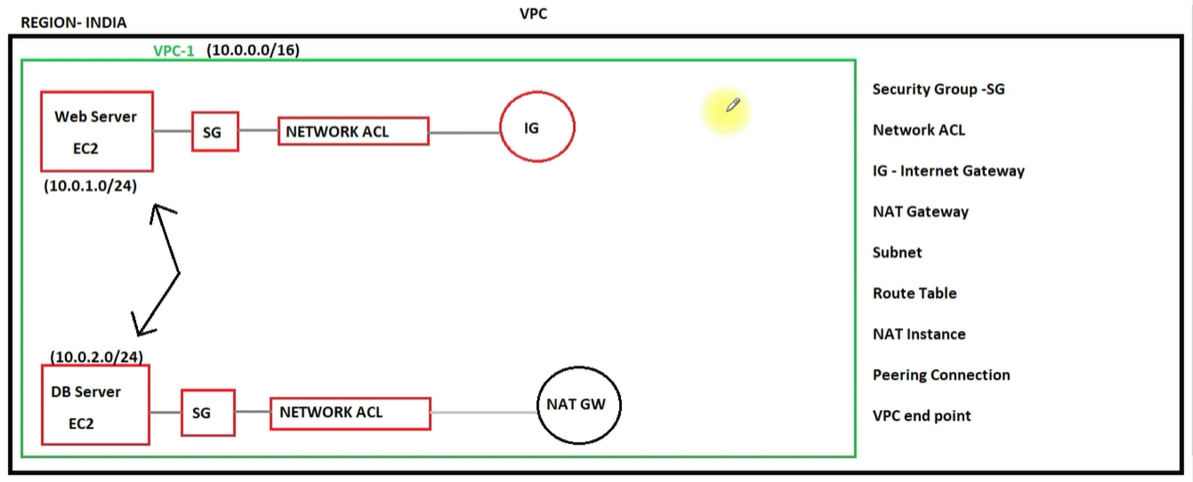 VPC
REGION- INDIA
VPC-1 (10.0.0.0/16)
Web Server
EC2
SG
NETWORK ACL
IG
(10.0.1.0/24)
(10.0.2.0/24)
DB Server
EC2
SG
NETWORK ACL
NAT GW
Security Group -SG
Network ACL
IG - Internet Gateway
NAT Gateway
Subnet
Route Table
NAT Instance
Peering Connection
VPC end point